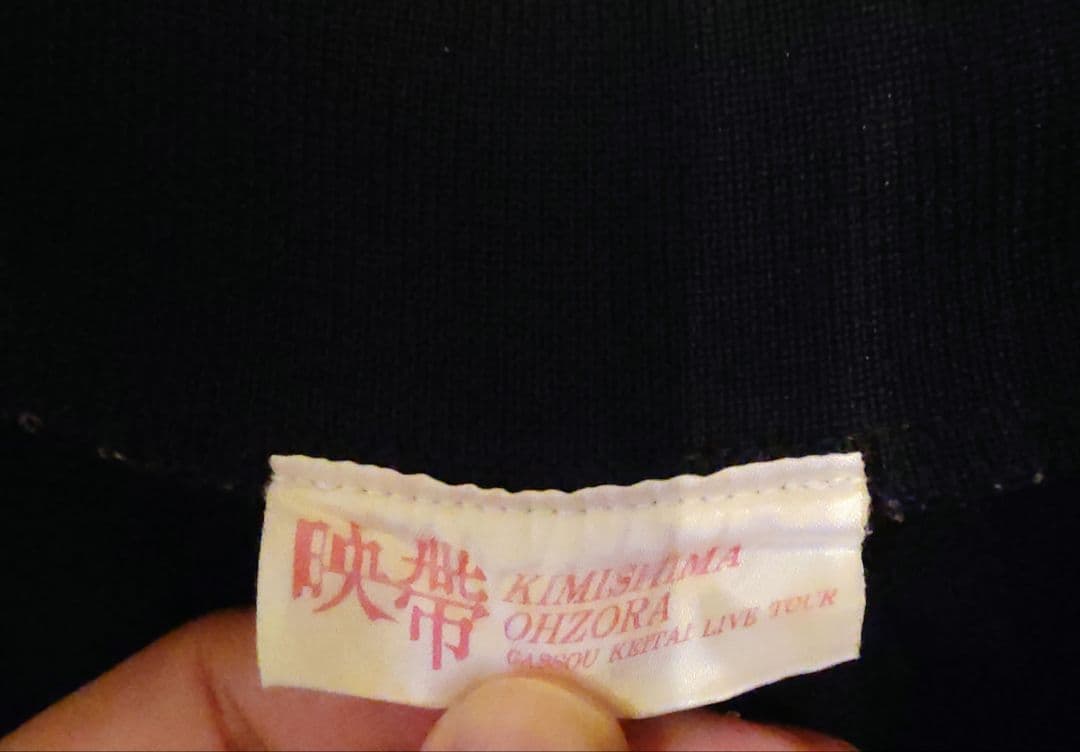 映帯
KIMISHIMA
OHZORA
GASSOU KEITAI LIVE TOUR